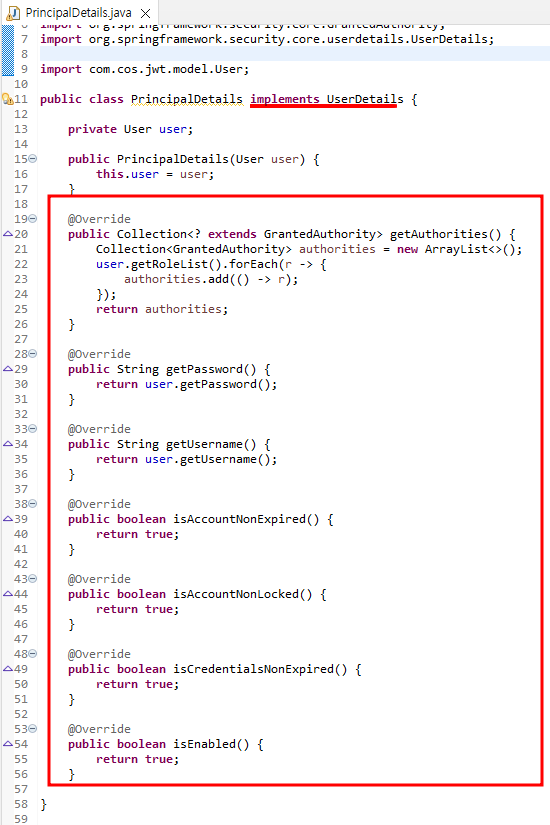 PrincipalDetails.java
6 import org.springframework.security.core.GrantedAuthority;
7 import org.springframework.security.core.userdetails.UserDetails;
8
9 import com.cos.jwt.model.User;
10
11 public class PrincipalDetails implements UserDetails {
12
13 private User user;
14
15 public PrincipalDetails(User user) {
16 this.user = user;
17 }
18
19 @Override
20 public Collection<? extends GrantedAuthority> getAuthorities() {
21 Collection<GrantedAuthority> authorities = new ArrayList<>();
22 user.getRoleList().forEach(r -> {
23 authorities.add(() -> r);
24 });
25 return authorities;
26 }
27
28 @Override
29 public String getPassword() {
30 return user.getPassword();
31 }
32
33 @Override
34 public String getUsername() {
35 return user.getUsername();
36 }
37
38 @Override
39 public boolean isAccountNonExpired() {
40 return true;
41 }
42
43 @Override
44 public boolean isAccountNonLocked() {
45 return true;
46 }
47
48 @Override
49 public boolean isCredentialsNonExpired() {
50 return true;
51 }
52
53 @Override
54 public boolean isEnabled() {
55 return true;
56 }
57
58 }
59